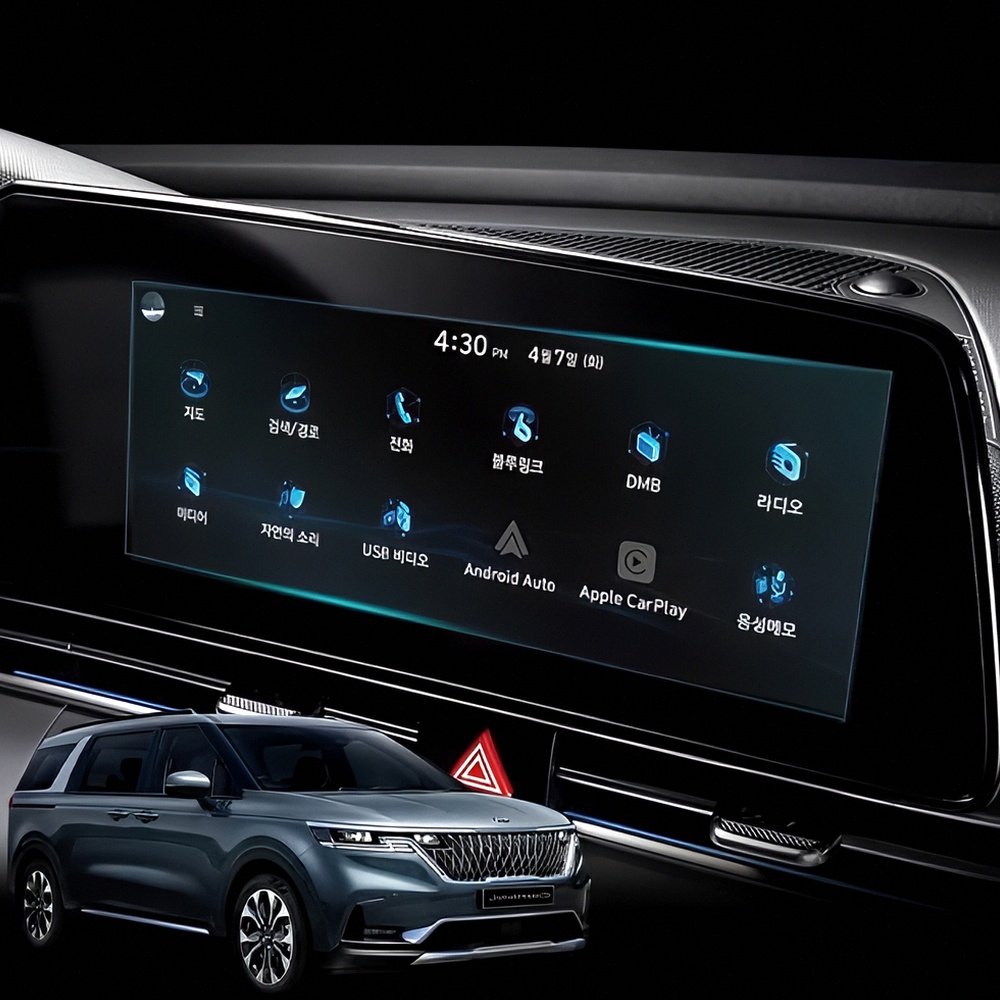 4:30 PM 4월 7일 (화)
지도 검색/경로 전화 블루링크 DMB 라디오
미디어 자연의 소리 USB 비디오 Android Auto Apple CarPlay 음성메모